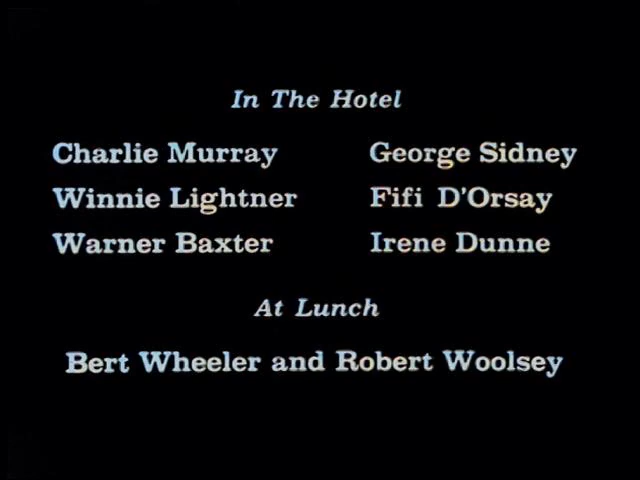 In The Hotel
Charlie Murray George Sidney
Winnie Lightner Fifi D'Orsay
Warner Baxter Irene Dunne
At Lunch
Bert Wheeler and Robert Woolsey